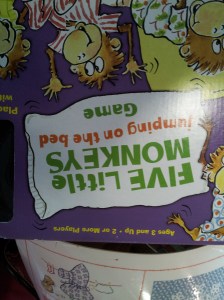 FIVE Little
MONKEYS
jumping on the bed
Game
Ages 3 and Up • 2 or More Players